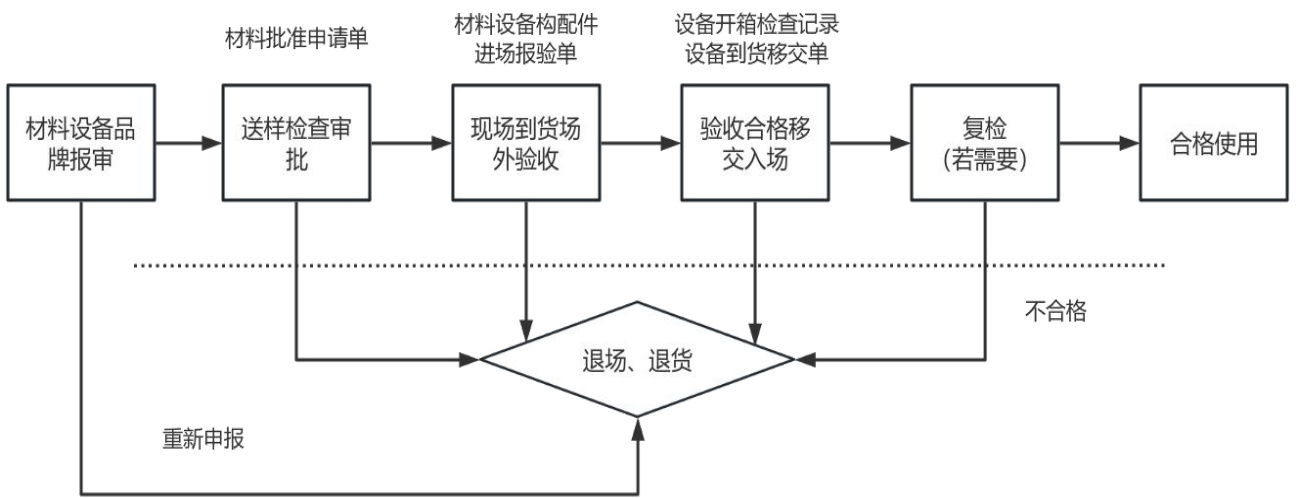 材料批准申请单
材料设备构配件
进场报验单
设备开箱检查记录
设备到货移交单
材料设备品
牌报审
送样检查审
批
现场到货场
外验收
验收合格移
交入场
复检
（若需要）
合格使用
不合格
退场、退货
重新申报